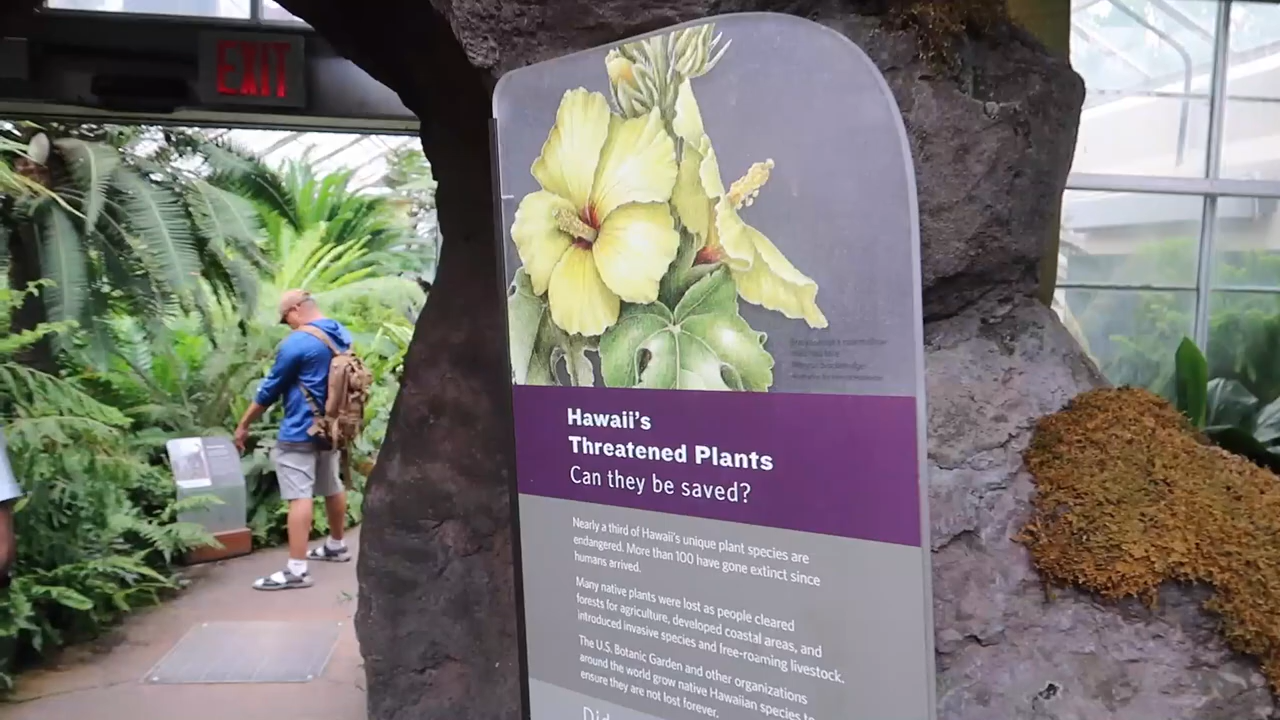 EXIT
Hawaii's
Threatened Plants
Can they be saved?
Nearly a third of Hawaii's unique plant species are
endangered. More than 100 have gone extinct since
humans arrived.
Many native plants were lost as people cleared
forests for agriculture, developed coastal areas, and
introduced invasive species and free-roaming livestock.
The U.S. Botanic Garden and other organizations
around the world grow native Hawaiian species to
ensure they are not lost forever.